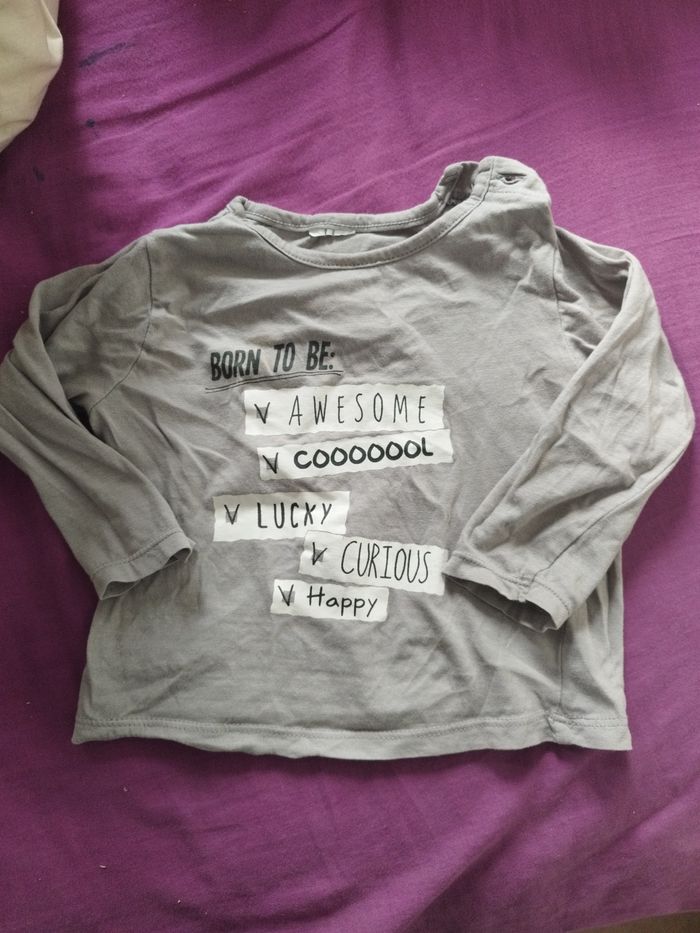 BORN TO BE:
V AWESOME
V COOOOOOL
V LUCKY
V CURIOUS
V Happy